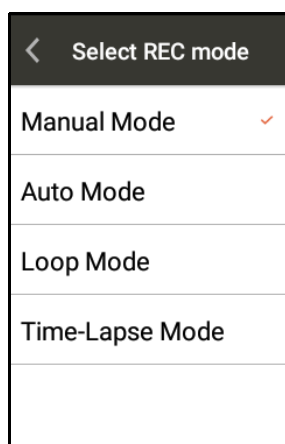 Select REC mode
Manual Mode
Auto Mode
Loop Mode
Time-Lapse Mode